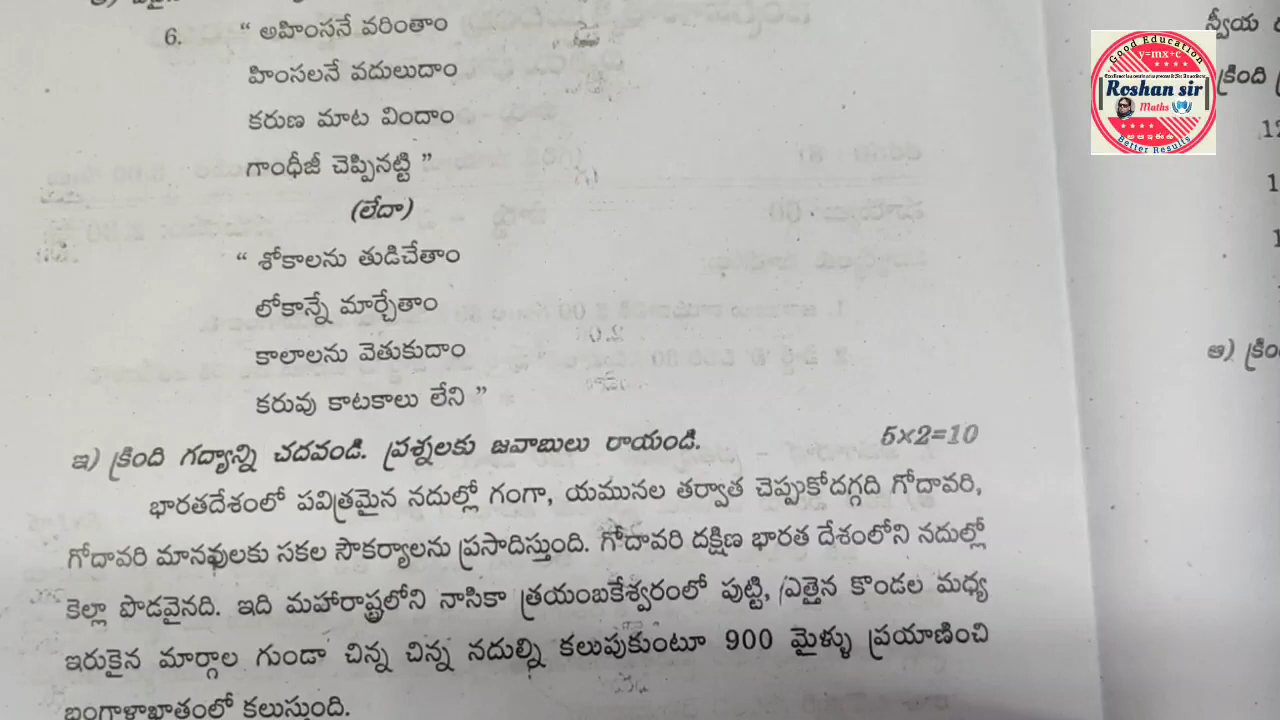 6. “ అహింసనే వరింతాం
హింసలనే వదులుదాం
కరుణ మాట విందాం
గాంధీజీ చెప్పినట్టి ”
(లేదా)
“ శోకాలను తుడిచేతాం
లోకాన్నే మార్చేతాం
కాలాలను వెతుకుదాం
కరువు కాటకాలు లేని ”
ఇ) క్రింది గద్యాన్ని చదవండి. ప్రశ్నలకు జవాబులు రాయండి. 5×2=10
భారతదేశంలో పవిత్రమైన నదుల్లో గంగా, యమునల తర్వాత చెప్పుకోదగ్గది గోదావరి,
గోదావరి మానవులకు సకల సౌకర్యాలను ప్రసాదిస్తుంది. గోదావరి దక్షిణ భారత దేశంలోని నదుల్లో
కెల్లా పొడవైనది. ఇది మహారాష్ట్రలోని నాసికా త్రయంబకేశ్వరంలో పుట్టి, ఎత్తైన కొండల మధ్య
ఇరుకైన మార్గాల గుండా చిన్న చిన్న నదుల్ని కలుపుకుంటూ 900 మైళ్ళు ప్రయాణించి
బంగాళాఖాతంలో కలుస్తుంది.
స్వీయ
క్రింది
ఆ)
Good Education
y=mx+c
Roshan sir
Maths
Better Results